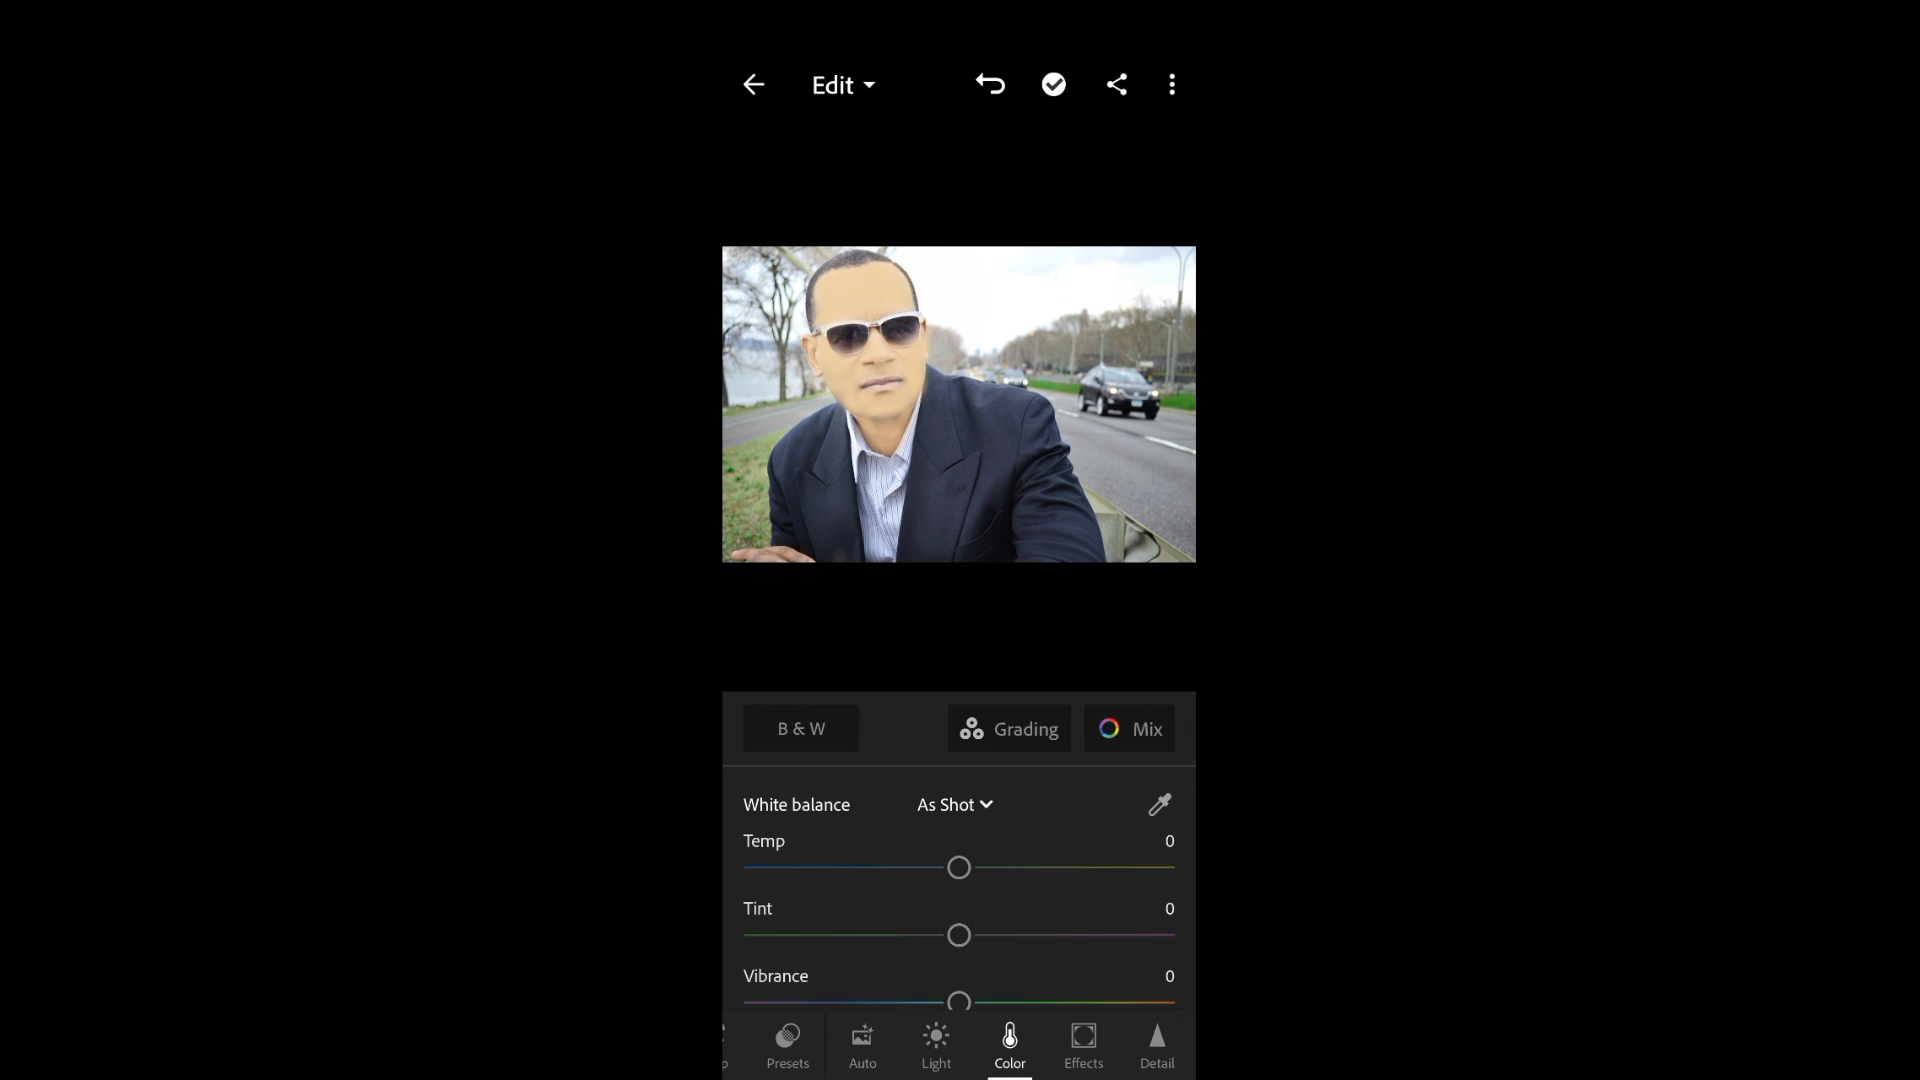 Edit
B & W
Grading
Mix
White balance
As Shot
Temp
0
Tint
0
Vibrance
0
p
Presets
Auto
Light
Color
Effects
Detail